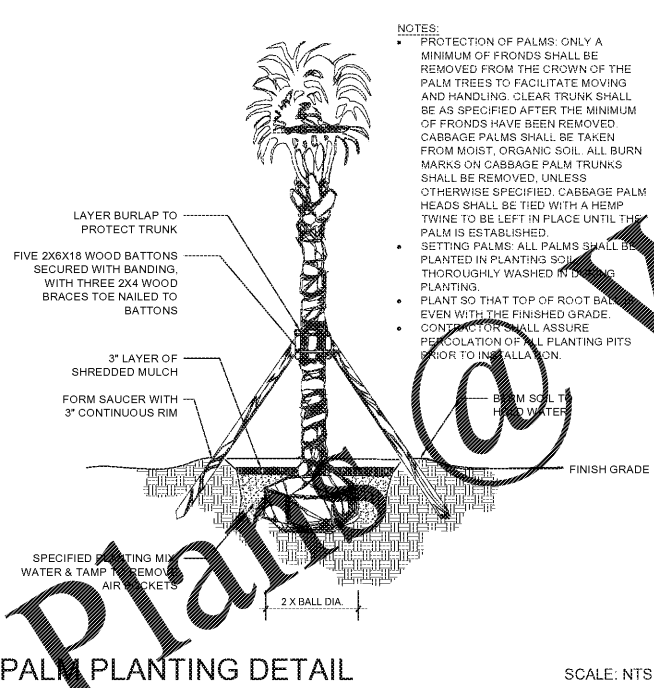 NOTES:
• PROTECTION OF PALMS: ONLY A
MINIMUM OF FRONDS SHALL BE
REMOVED FROM THE CROWN OF THE
PALM TREES TO FACILITATE MOVING
AND HANDLING. CLEAR TRUNK SHALL
BE AS SPECIFIED AFTER THE MINIMUM
OF FRONDS HAVE BEEN REMOVED.
CABBAGE PALMS SHALL BE TAKEN
FROM MOIST, ORGANIC SOIL. ALL BURN
MARKS ON CABBAGE PALM TRUNKS
SHALL BE REMOVED, UNLESS
OTHERWISE SPECIFIED. CABBAGE PALM
HEADS SHALL BE TIED WITH A HEMP
TWINE TO BE LEFT IN PLACE UNTIL THE
PALM IS ESTABLISHED.
• SETTING PALMS: ALL PALMS SHALL BE
PLANTED IN PLANTING SOIL
THOROUGHLY WASHED IN DURING
PLANTING.
• PLANT SO THAT TOP OF ROOT BALL IS
EVEN WITH THE FINISHED GRADE.
• CONTRACTOR SHALL ASSURE
PERCOLATION OF ALL PLANTING PITS
PRIOR TO INSTALLATION.
LAYER BURLAP TO
PROTECT TRUNK
FIVE 2X6X18 WOOD BATTONS
SECURED WITH BANDING,
WITH THREE 2X4 WOOD
BRACES TOE NAILED TO
BATTONS
3" LAYER OF
SHREDDED MULCH
FORM SAUCER WITH
3" CONTINUOUS RIM
BERM SOIL TO
HOLD WATER
FINISH GRADE
SPECIFIED PLANTING MIX
WATER & TAMP TO REMOVE
AIR POCKETS
2 X BALL DIA.
PALM PLANTING DETAIL
SCALE: NTS
Plans @ W